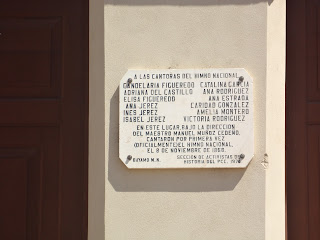 A LAS CANTORAS DEL HIMNO NACIONAL
CANDELARIA FIGUEREDO CATALINA GARCIA
ADRIANA DEL CASTILLO ANA RODRIGUEZ
ELISA FIGUEREDO ANA ESTRADA
ANA JEREZ CARIDAD GONZALEZ
INES JEREZ AMELIA MONTERO
ISABEL JEREZ VICTORIA RODRIGUEZ
EN ESTE LUGAR, BAJO LA DIRECCION
DEL MAESTRO MANUEL MUÑOZ CEDEÑO,
CANTARON POR PRIMERA VEZ
(OFICIALMENTE) EL HIMNO NACIONAL,
EL 8 DE NOVIEMBRE DE 1868.
BAYAMO M.N. SECCION DE ACTIVISTAS DE
HISTORIA DEL PCC.